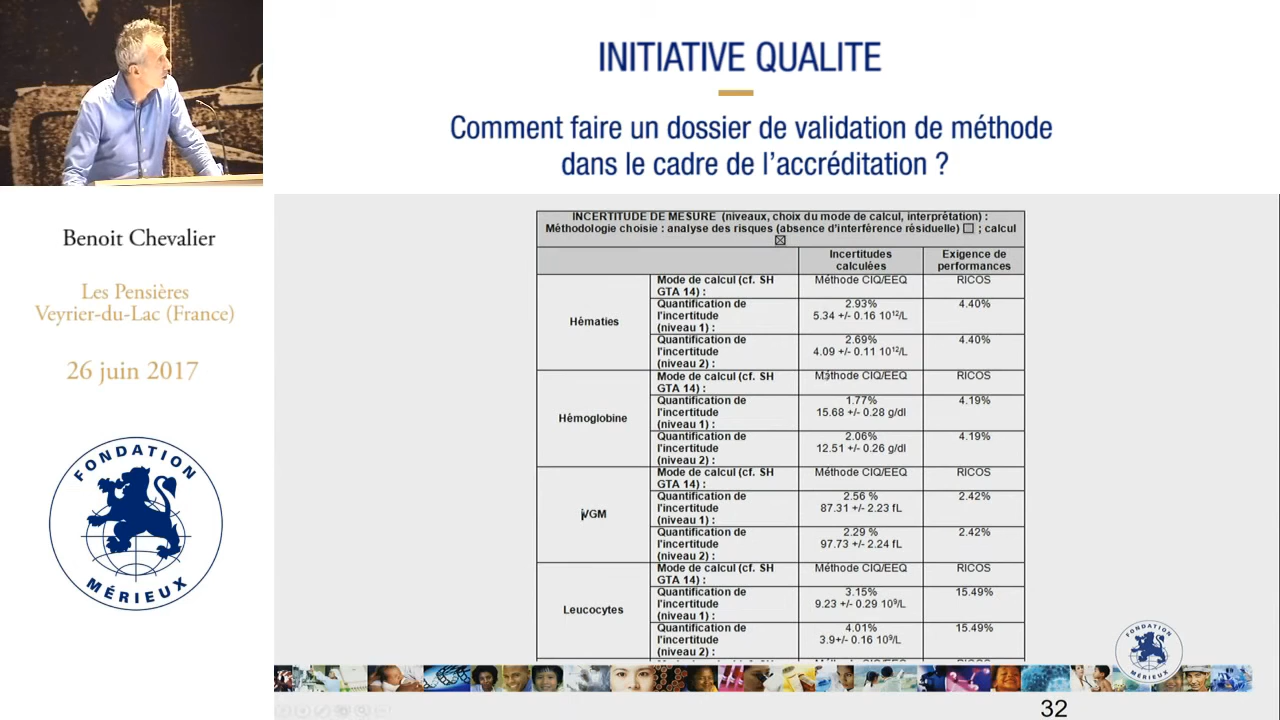 INITIATIVE QUALITE
Comment faire un dossier de validation de méthode
dans le cadre de l'accréditation ?
Benoit Chevalier
Les Pensières
Veyrier-du-Lac (France)
26 juin 2017
FONDATION
MÉRIEUX
INCERTITUDE DE MESURE (niveaux, choix du mode de calcul, interprétation) :
Méthodologie choisie : analyse des risques (absence d'interférence résiduelle) ☐ ; calcul
☒
Incertitudes
calculées
Exigence de
performances
Hématies
Mode de calcul (cf. SH
GTA 14) :
Méthode CIQ/EEQ
RICOS
Quantification de
l'incertitude
(niveau 1) :
2.93%
5.34 +/- 0.16 10¹²/L
4.40%
Quantification de
l'incertitude
(niveau 2) :
2.69%
4.09 +/- 0.11 10¹²/L
4.40%
Hémoglobine
Mode de calcul (cf. SH
GTA 14) :
Méthode CIQ/EEQ
RICOS
Quantification de
l'incertitude
(niveau 1) :
1.77%
15.68 +/- 0.28 g/dl
4.19%
Quantification de
l'incertitude
(niveau 2) :
2.06%
12.51 +/- 0.26 g/dl
4.19%
VGM
Mode de calcul (cf. SH
GTA 14) :
Méthode CIQ/EEQ
RICOS
Quantification de
l'incertitude
(niveau 1) :
2.56 %
87.31 +/- 2.23 fL
2.42%
Quantification de
l'incertitude
(niveau 2) :
2.29 %
97.73 +/- 2.24 fL
2.42%
Leucocytes
Mode de calcul (cf. SH
GTA 14) :
Méthode CIQ/EEQ
RICOS
Quantification de
l'incertitude
(niveau 1) :
3.15%
9.23 +/- 0.29 10⁹/L
15.49%
Quantification de
l'incertitude
(niveau 2) :
4.01%
3.9+/- 0.16 10⁹/L
15.49%
FONDATION
MÉRIEUX
32